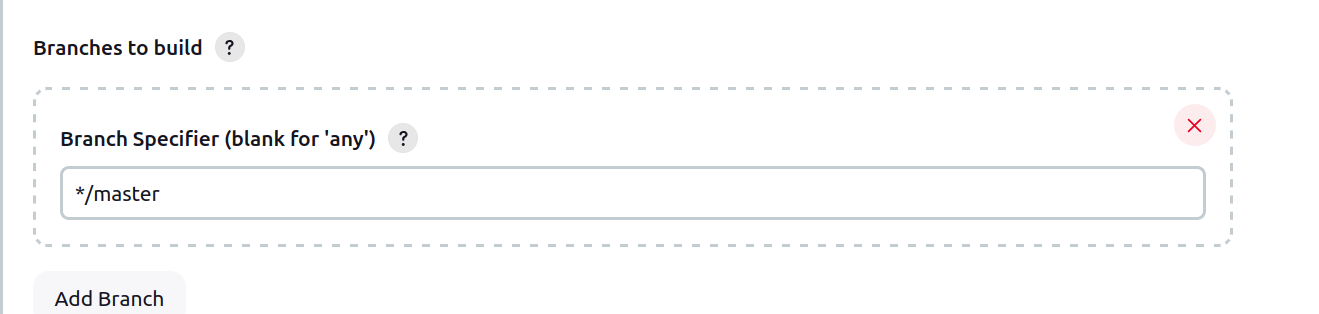 Branches to build ?
Branch Specifier (blank for 'any') ?
*/master
Add Branch